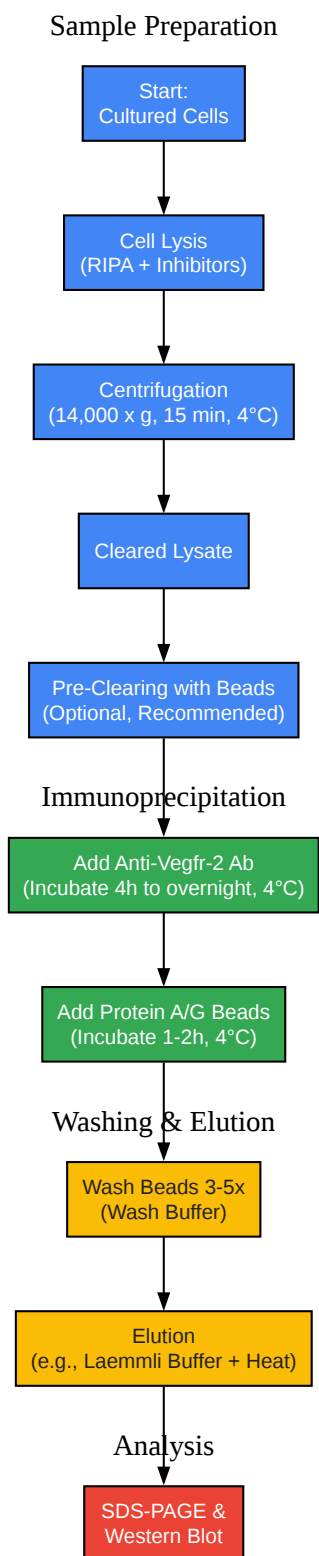 Sample Preparation
Start:
Cultured Cells
Cell Lysis
(RIPA + Inhibitors)
Centrifugation
(14,000 x g, 15 min, 4°C)
Cleared Lysate
Pre-Clearing with Beads
(Optional, Recommended)
Immunoprecipitation
Add Anti-Vegfr-2 Ab
(Incubate 4h to overnight, 4°C)
Add Protein A/G Beads
(Incubate 1-2h, 4°C)
Washing & Elution
Wash Beads 3-5x
(Wash Buffer)
Elution
(e.g., Laemmli Buffer + Heat)
Analysis
SDS-PAGE &
Western Blot